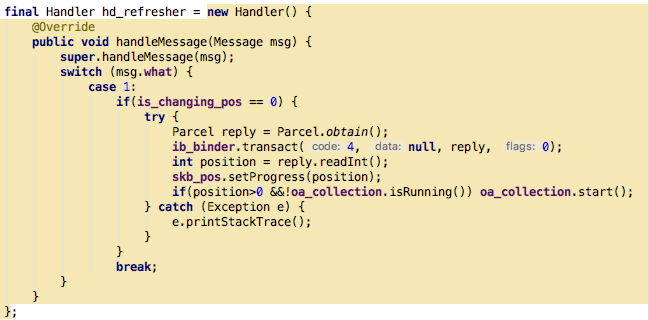 final Handler hd_refresher = new Handler() {
    @Override
    public void handleMessage(Message msg) {
        super.handleMessage(msg);
        switch (msg.what) {
            case 1:
                if(is_changing_pos == 0) {
                    try {
                        Parcel reply = Parcel.obtain();
                        ib_binder.transact( code: 4, data: null, reply, flags: 0);
                        int position = reply.readInt();
                        skb_pos.setProgress(position);
                        if(position>0 &&!oa_collection.isRunning()) oa_collection.start();
                    } catch (Exception e) {
                        e.printStackTrace();
                    }
                }
                break;
        }
    }
};